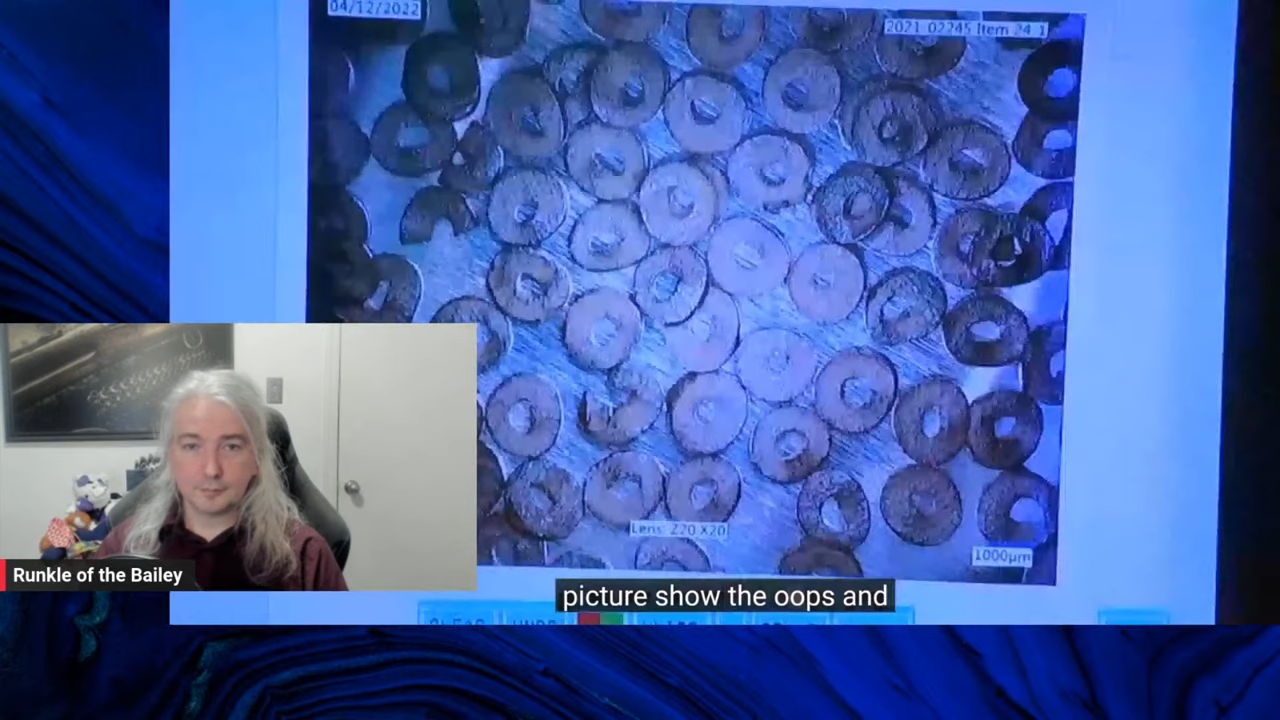 04/12/2022
2021-02245 Item 24 1
Lens: Z20 X20
1000µm
Runkle of the Bailey
picture show the oops and